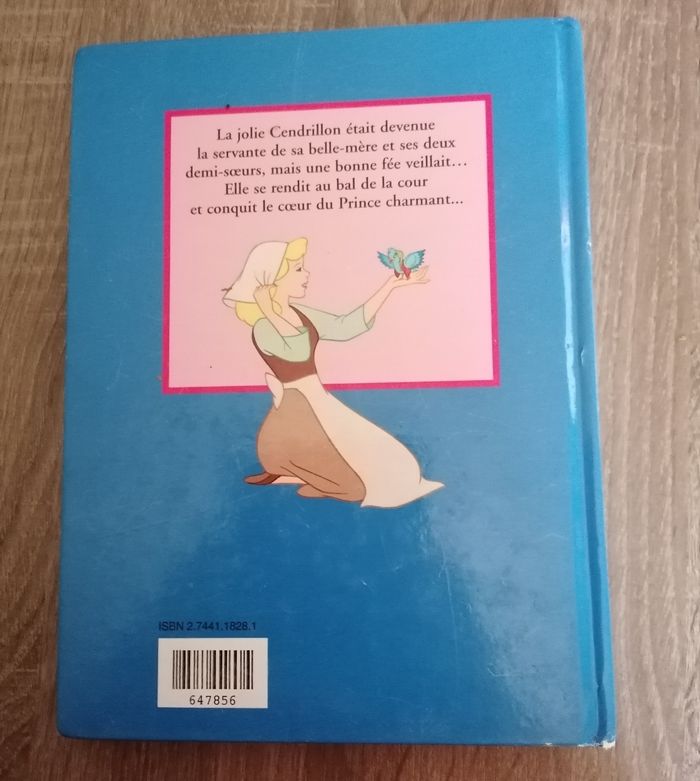 La jolie Cendrillon était devenue
la servante de sa belle-mère et ses deux
demi-sœurs, mais une bonne fée veillait...
Elle se rendit au bal de la cour
et conquit le cœur du Prince charmant...
ISBN 2.7441.1828.1
647856